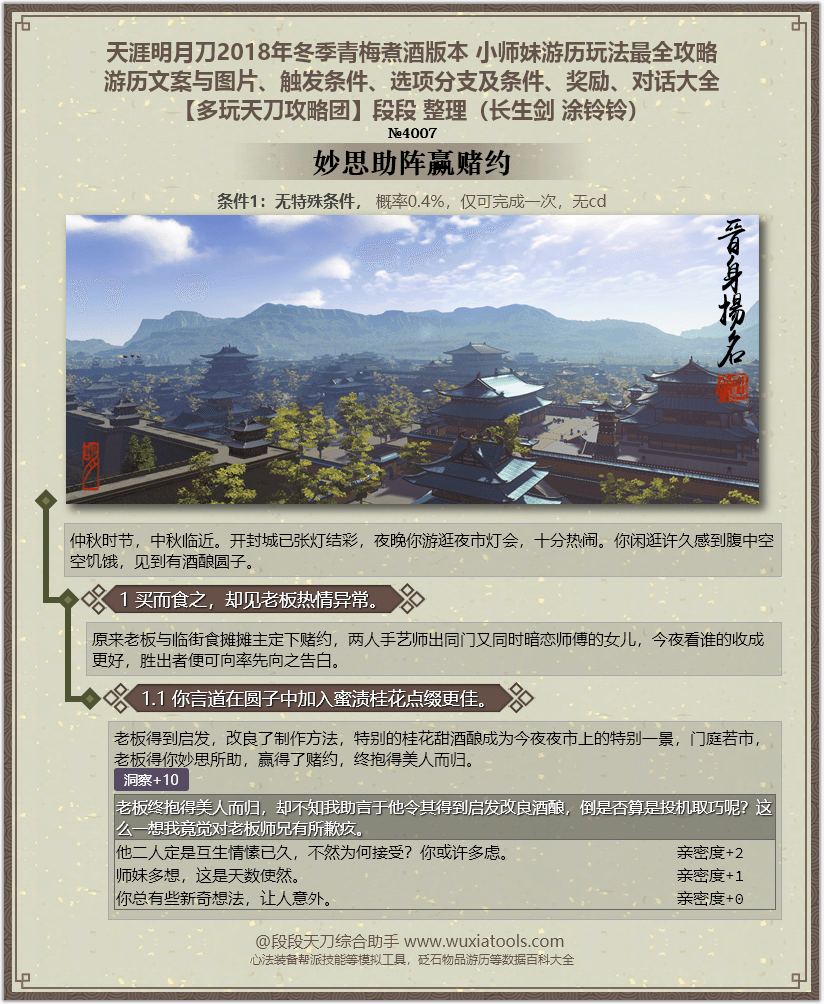 天涯明月刀2018年冬季青梅煮酒版本 小师妹游历玩法最全攻略
游历文案与图片、触发条件、选项分支及条件、奖励、对话大全
【多玩天刀攻略团】段段 整理（长生剑 涂铃铃）
№4007
妙思助阵赢赌约
条件1：无特殊条件， 概率0.4%，仅可完成一次，无cd
晋身揚名
仲秋时节，中秋临近。开封城已张灯结彩，夜晚你游逛夜市灯会，十分热闹。你闲逛许久感到腹中空
空饥饿，见到有酒酿圆子。
1 买而食之，却见老板热情异常。
原来老板与临街食摊摊主定下赌约，两人手艺师出同门又同时暗恋师傅的女儿，今夜看谁的收成
更好，胜出者便可向率先向之告白。
1.1 你言道在圆子中加入蜜渍桂花点缀更佳。
老板得到启发，改良了制作方法，特别的桂花甜酒酿成为今夜夜市上的特别一景，门庭若市，
老板得你妙思所助，赢得了赌约，终抱得美人而归。
洞察+10
老板终抱得美人而归，却不知我助言于他令其得到启发改良酒酿，倒是否算是投机取巧呢？这
么一想我竟觉对老板师兄有所歉疚。
他二人定是互生情愫已久，不然为何接受？你或许多虑。 亲密度+2
师妹多想，这是天数使然。 亲密度+1
你总有些新奇想法，让人意外。 亲密度+0
@段段天刀综合助手 www.wuxiatools.com
心法装备帮派技能等模拟工具，砭石物品游历等数据百科大全